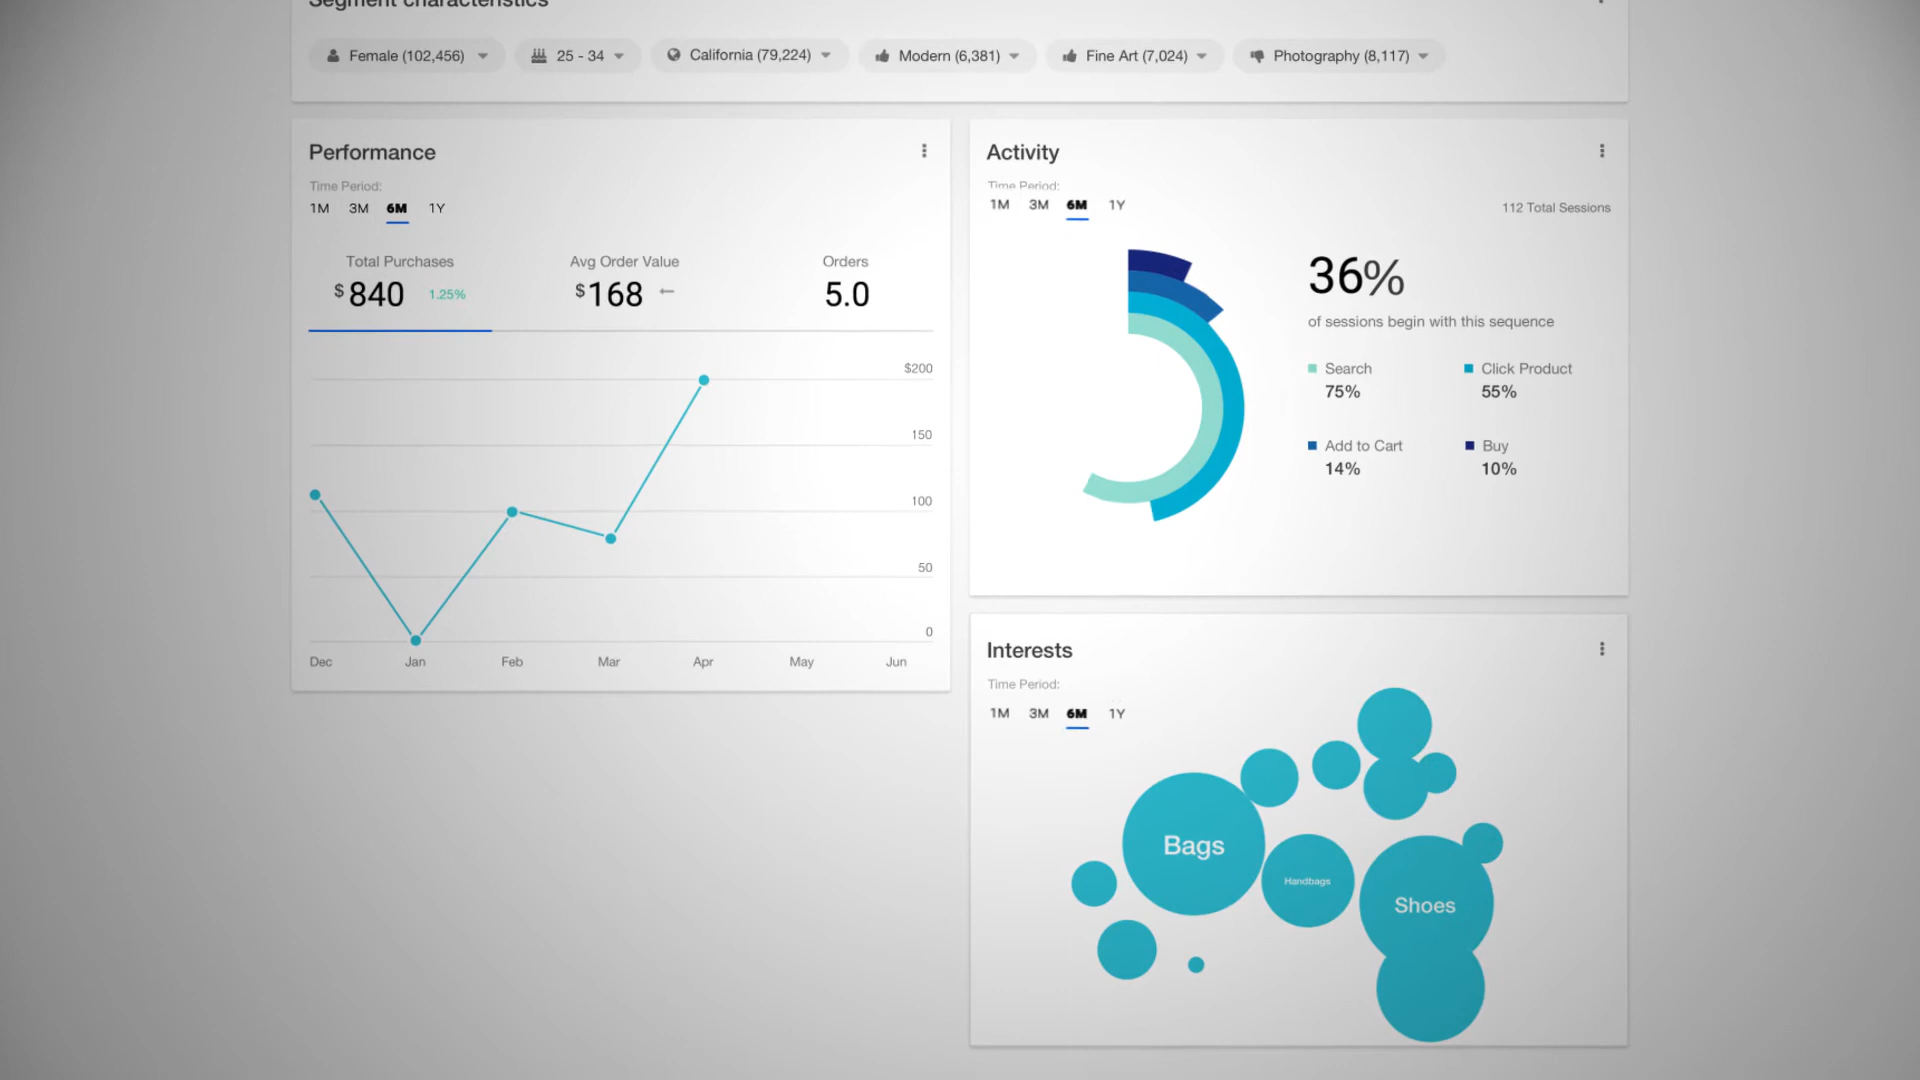 Segment characteristics
Female (102,456)
25 - 34
California (79,224)
Modern (6,381)
Fine Art (7,024)
Photography (8,117)
Performance
Time Period:
1M 3M 6M 1Y
Total Purchases
$840 1.25%
Avg Order Value
$168
Orders
5.0
$200
150
100
50
0
Dec Jan Feb Mar Apr May Jun
Activity
Time Period:
1M 3M 6M 1Y
112 Total Sessions
36%
of sessions begin with this sequence
Search
75%
Click Product
55%
Add to Cart
14%
Buy
10%
Interests
Time Period:
1M 3M 6M 1Y
Bags
Handbags
Shoes